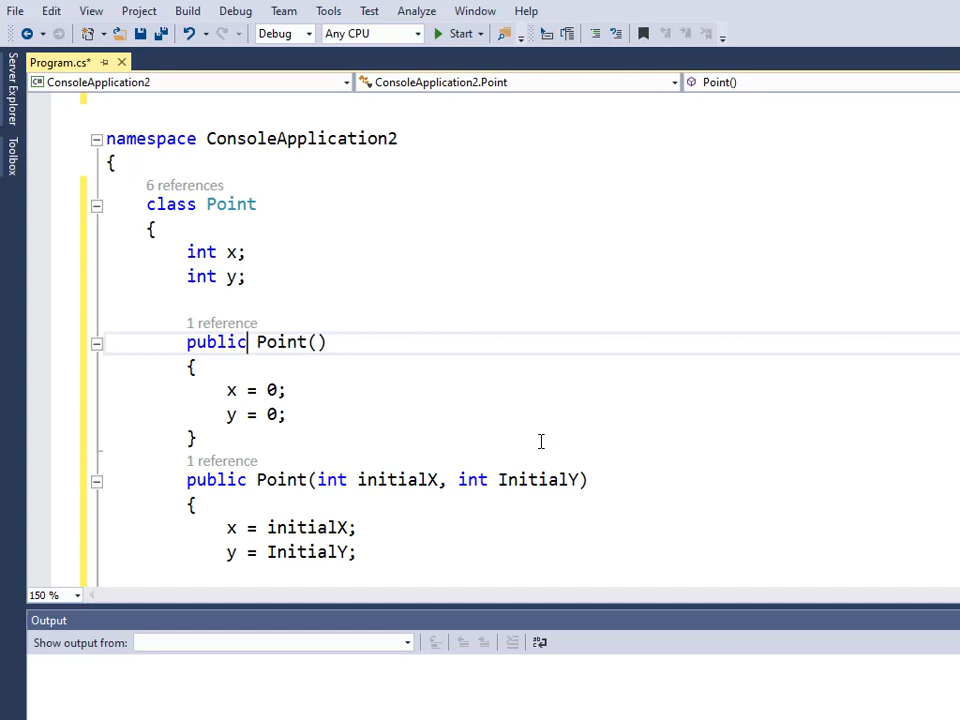 File Edit View Project Build Debug Team Tools Test Analyze Window Help
Debug Any CPU Start
Server Explorer
Toolbox
Program.cs*
C# ConsoleApplication2 ConsoleApplication2.Point Point()
namespace ConsoleApplication2
{
6 references
class Point
{
int x;
int y;
1 reference
public Point()
{
x = 0;
y = 0;
}
1 reference
public Point(int initialX, int InitialY)
{
x = initialX;
y = InitialY;
150 %
Output
Show output from: